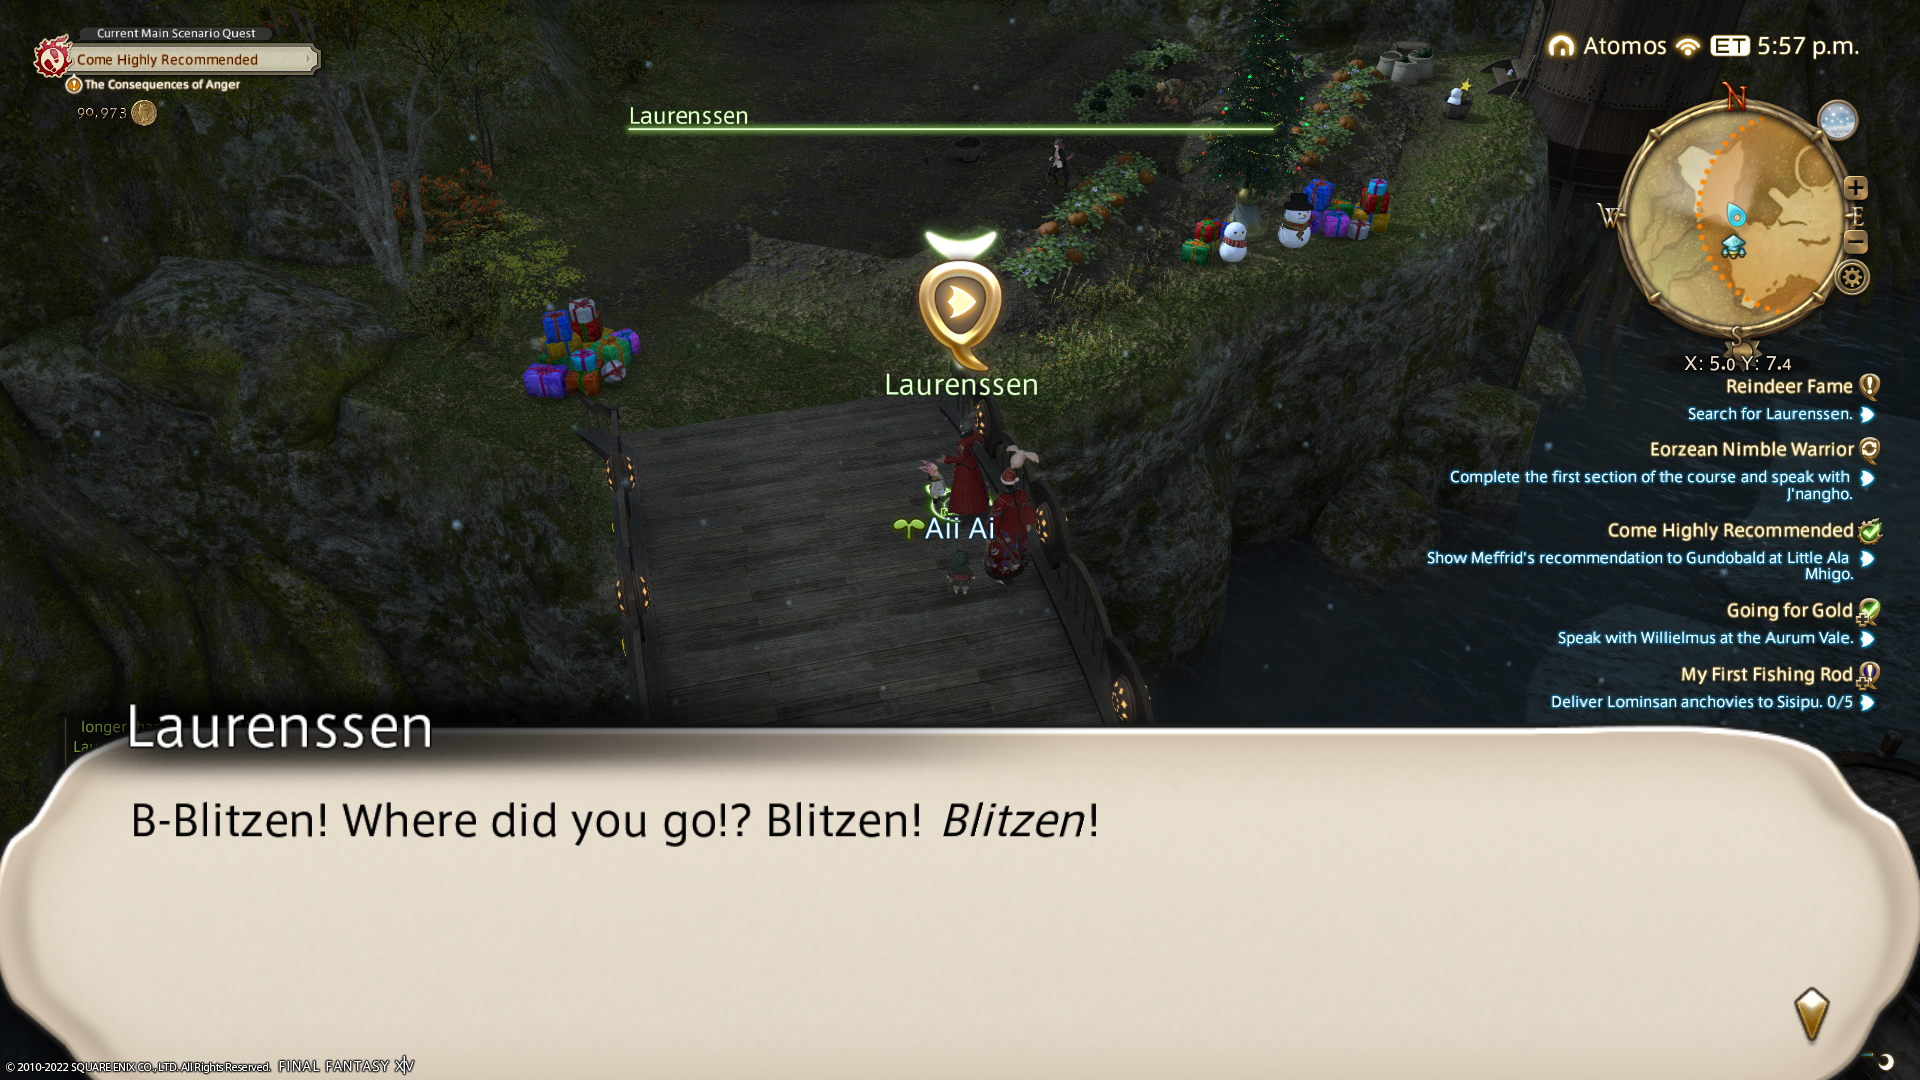 Current Main Scenario Quest
Come Highly Recommended
The Consequences of Anger
90,973
Laurenssen
Atomos ET 5:57 p.m.
N
W
E
S
X: 5.0 Y: 7.4
Reindeer Fame
Search for Laurenssen.
Eorzean Nimble Warrior
Complete the first section of the course and speak with
J'nangho.
Come Highly Recommended
Show Meffrid's recommendation to Gundobald at Little Ala
Mhigo.
Going for Gold
Speak with Willielmus at the Aurum Vale.
My First Fishing Rod
Deliver Lominsan anchovies to Sisipu. 0/5
Laurenssen
Aii Ai
longer
Laurenssen
B-Blitzen! Where did you go!? Blitzen! Blitzen!
© 2010-2022 SQUARE ENIX CO., LTD. All Rights Reserved. FINAL FANTASY XIV